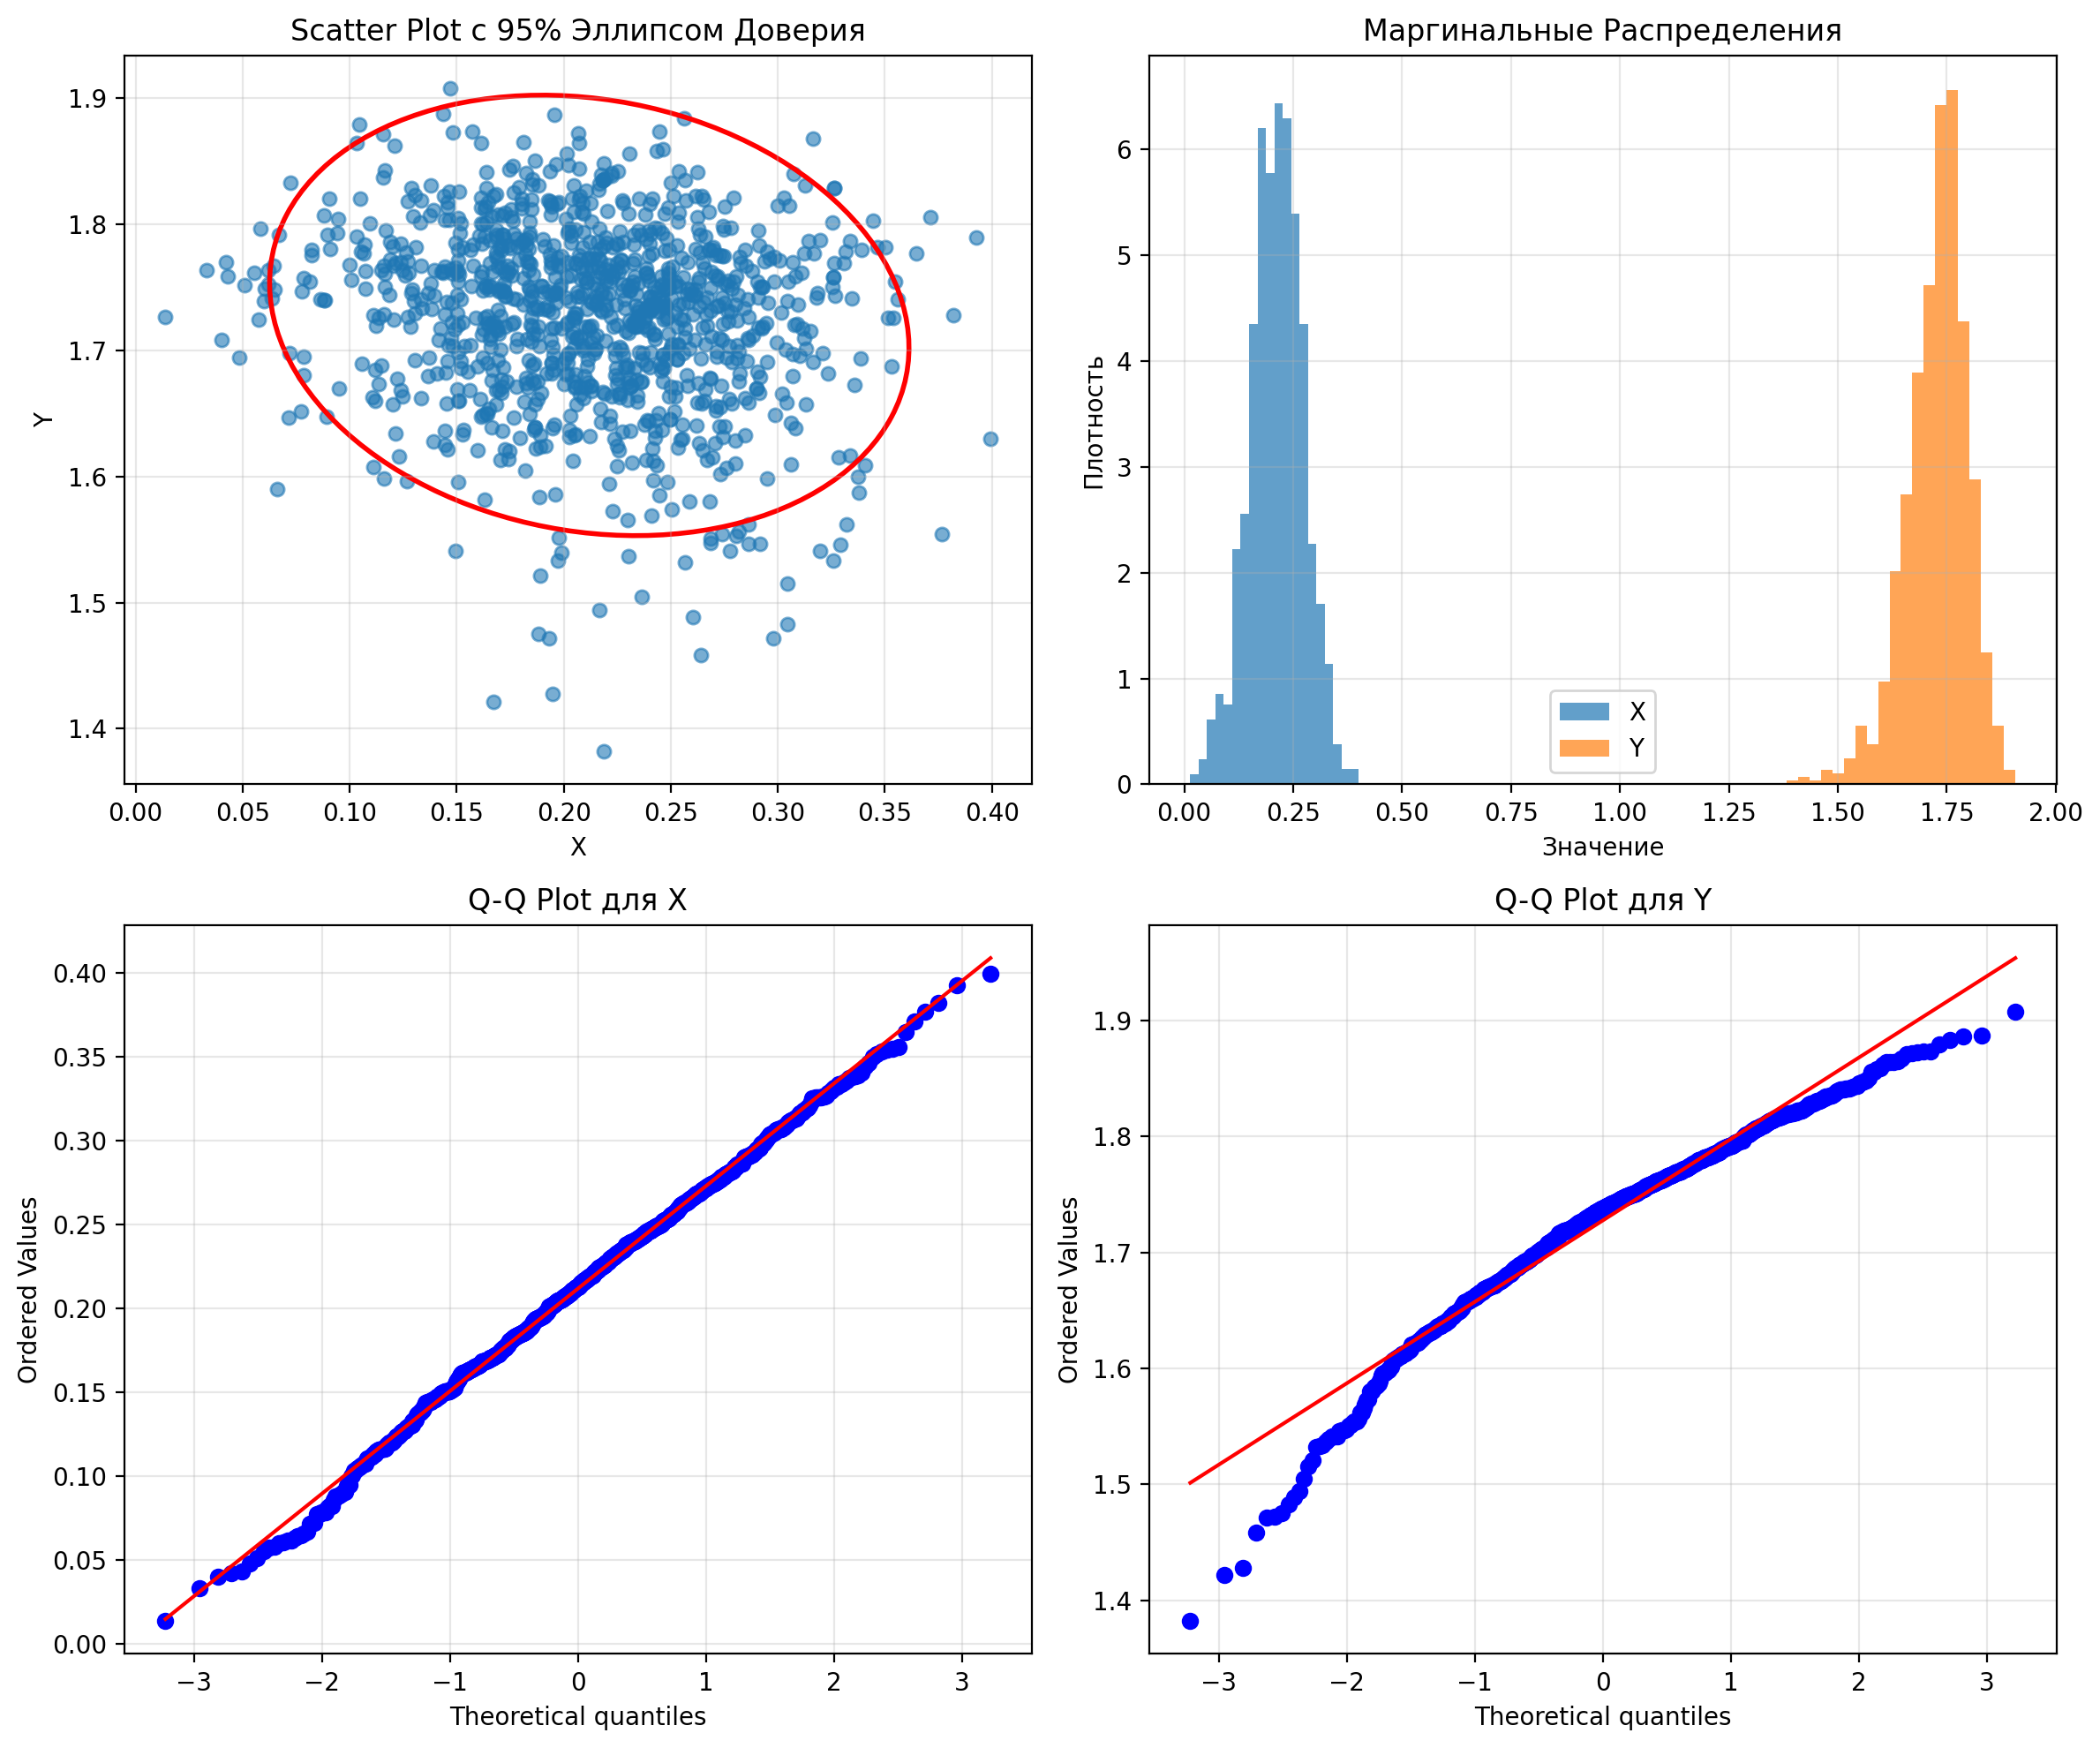 Scatter Plot с 95% Эллипсом Доверия
1.9
1.8
1.7
1.6
1.5
1.4
Y
0.00 0.05 0.10 0.15 0.20 0.25 0.30 0.35 0.40
X
Маргинальные Распределения
6
5
4
3
2
1
0
Плотность
X
Y
0.00 0.25 0.50 0.75 1.00 1.25 1.50 1.75 2.00
Значение
Q-Q Plot для X
0.40
0.35
0.30
0.25
0.20
0.15
0.10
0.05
0.00
Ordered Values
−3 −2 −1 0 1 2 3
Theoretical quantiles
Q-Q Plot для Y
1.9
1.8
1.7
1.6
1.5
1.4
Ordered Values
−3 −2 −1 0 1 2 3
Theoretical quantiles